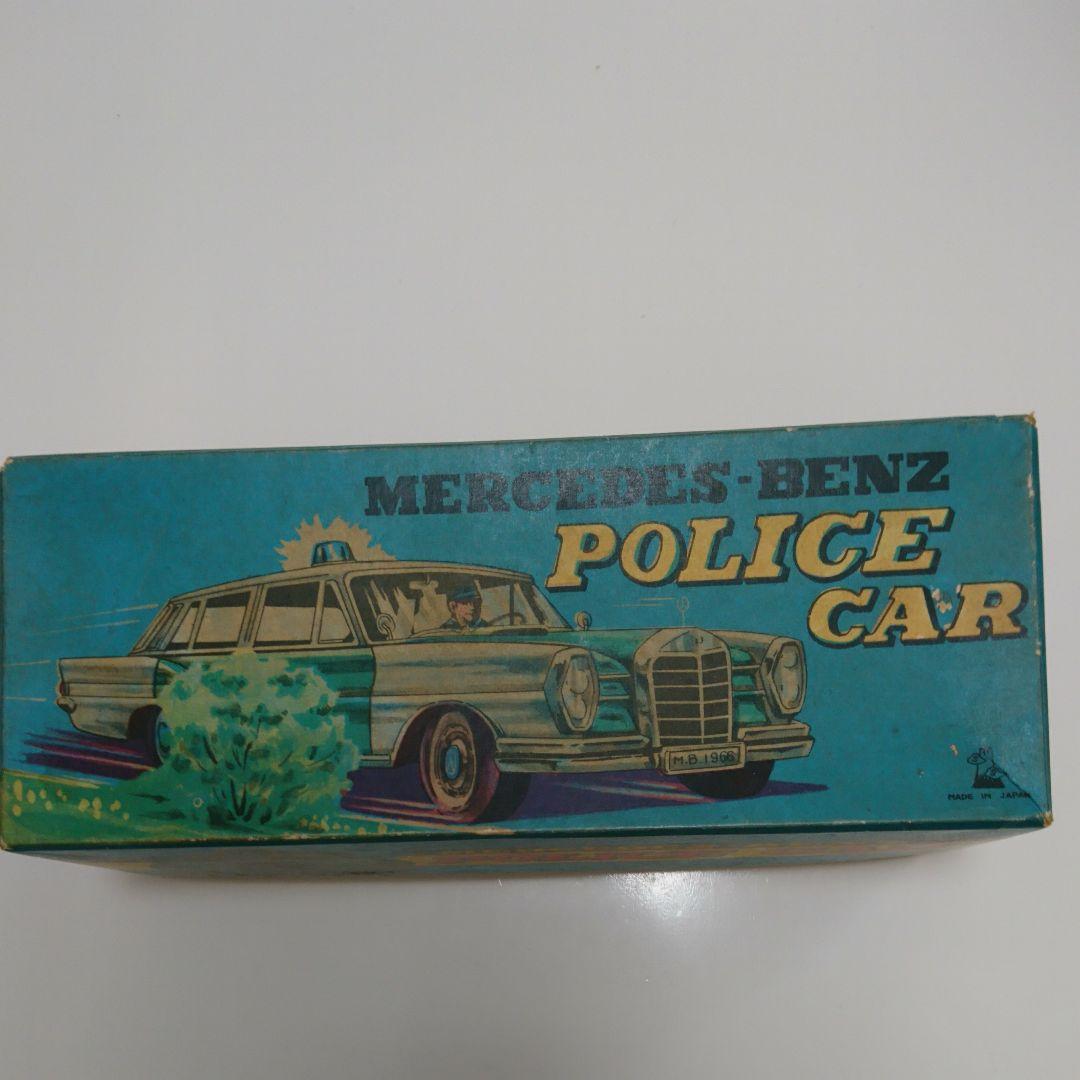 MERCEDES-BENZ
POLICE
CAR
M.B.1966
MADE IN JAPAN